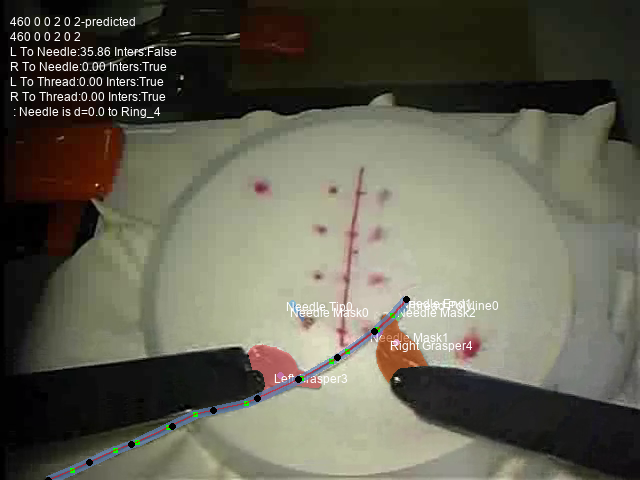 460 0 0 2 0 2-predicted
460 0 0 2 0 2
L To Needle:35.86 Inters:False
R To Needle:0.00 Inters:True
L To Thread:0.00 Inters:True
R To Thread:0.00 Inters:True
: Needle is d=0.0 to Ring_4
Needle Tip0
Needle Mask0
Needle Mask2
Needle Mask1
Right Grasper4